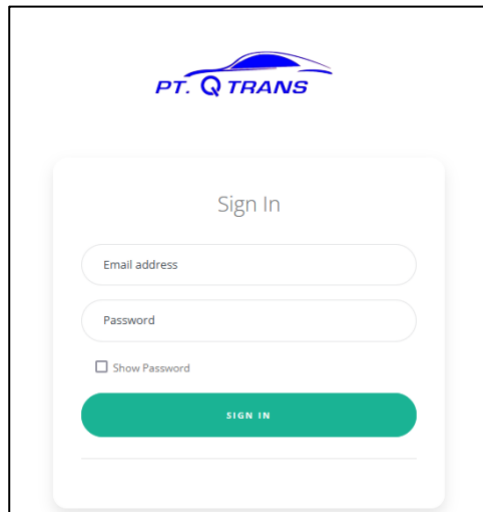 PT. Q TRANS
Sign In
Email address
Password
Show Password
SIGN IN